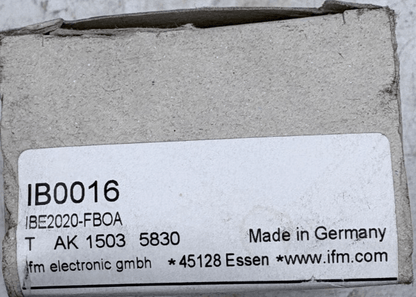 IB0016
IBE2020-FBOA
T AK 1503 5830 Made in Germany
ifm electronic gmbh * 45128 Essen *www.ifm.com